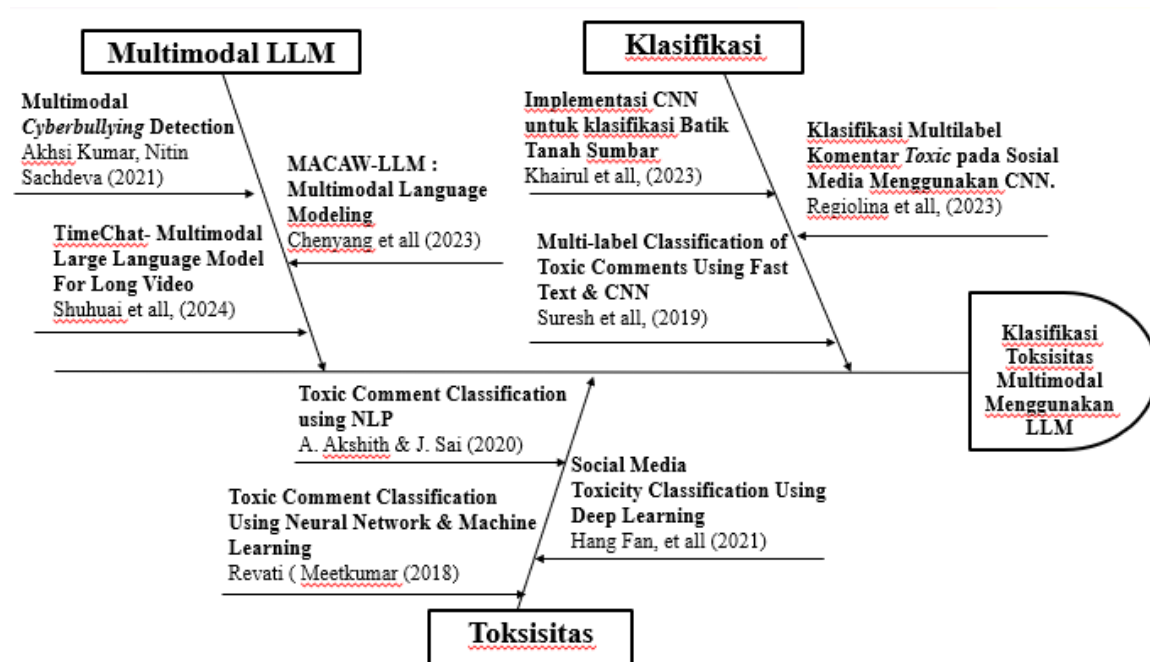 Multimodal LLM
Multimodal
Cyberbullying Detection
Akhsi Kumar, Nitin
Sachdeva (2021)
MACAW-LLM :
Multimodal Language
Modeling
Chenyang et all (2023)
TimeChat- Multimodal
Large Language Model
For Long Video
Shuhuai et all, (2024)
Klasifikasi
Implementasi CNN
untuk klasifikasi Batik
Tanah Sumbar
Khairul et all, (2023)
Klasifikasi Multilabel
Komentar Toxic pada Sosial
Media Menggunakan CNN.
Regiolina et all, (2023)
Multi-label Classification of
Toxic Comments Using Fast
Text & CNN
Suresh et all, (2019)
Klasifikasi
Toksisitas
Multimodal
Menggunakan
LLM
Toxic Comment Classification
using NLP
A. Akshith & J. Sai (2020)
Social Media
Toxicity Classification Using
Deep Learning
Hang Fan, et all (2021)
Toxic Comment Classification
Using Neural Network & Machine
Learning
Revati ( Meetkumar (2018)
Toksisitas